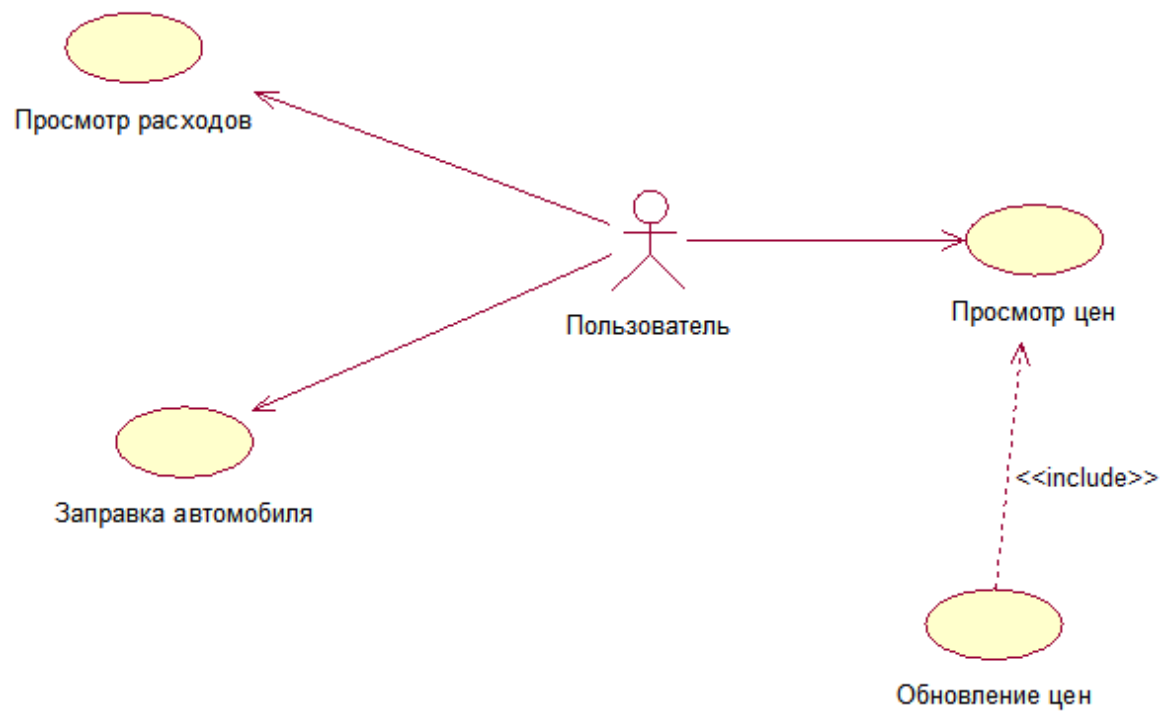 Просмотр расходов
Пользователь
Просмотр цен
<<include>>
Заправка автомобиля
Обновление цен